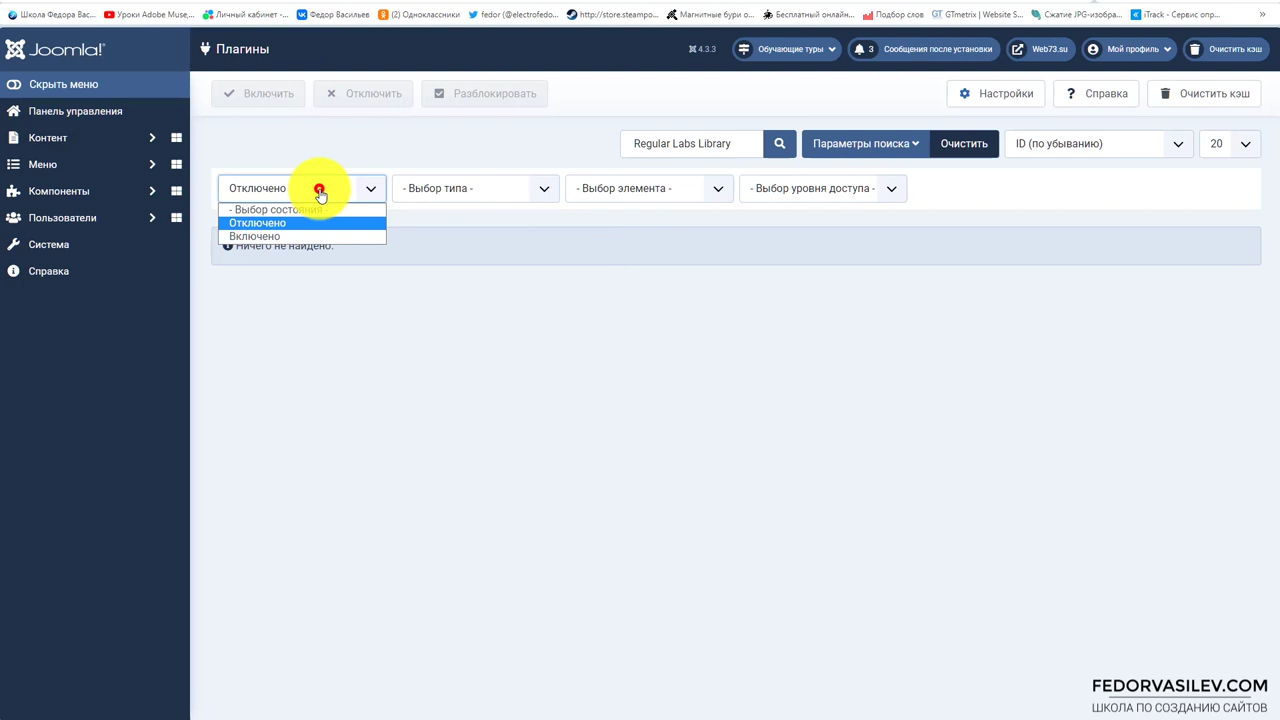 Школа Федора Вас...
Уроки Adobe Muse,...
Личный кабинет -...
Федор Васильев
(2) Одноклассники
fedor (@electrofedo...
http://store.steampo...
Магнитные бури о...
Бесплатный онлайн...
Подбор слов
GTmetrix | Website S...
Сжатие JPG-изобра...
iTrack - Сервис опр...
Joomla!
Плагины
4.3.3
Обучающие туры
3 Сообщения после установки
Web73.su
Мой профиль
Очистить кэш
Скрыть меню
Панель управления
Контент
Меню
Компоненты
Пользователи
Система
Справка
Включить
Отключить
Разблокировать
Настройки
Справка
Очистить кэш
Regular Labs Library
Параметры поиска
Очистить
ID (по убыванию)
20
Отключено
- Выбор типа -
- Выбор элемента -
- Выбор уровня доступа -
- Выбор состояния -
Отключено
Включено
Ничего не найдено.
FEDORVASILEV.COM
ШКОЛА ПО СОЗДАНИЮ САЙТОВ